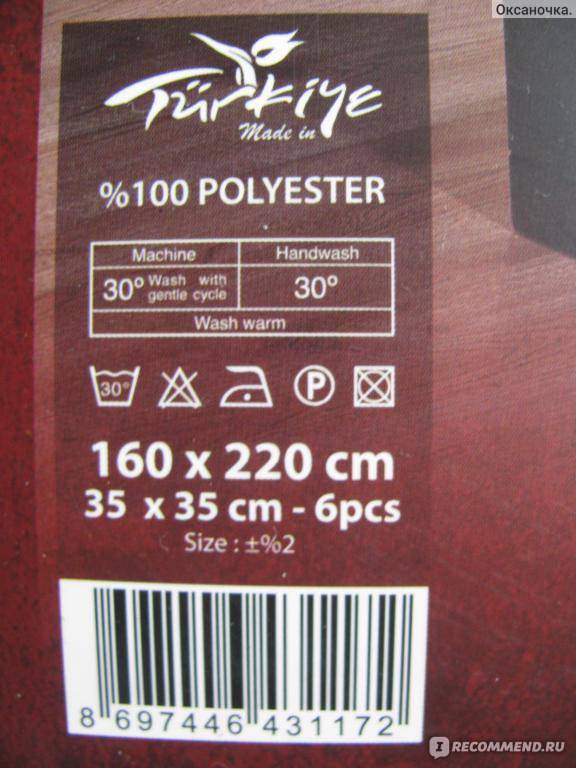 Оксаночка.
Türkiye
Made in
%100 POLYESTER
Machine Handwash
30° Wash with gentle cycle 30°
Wash warm
30° P
160 x 220 cm
35 x 35 cm - 6pcs
Size : ±%2
8 697446 431172
IRECOMMEND.RU